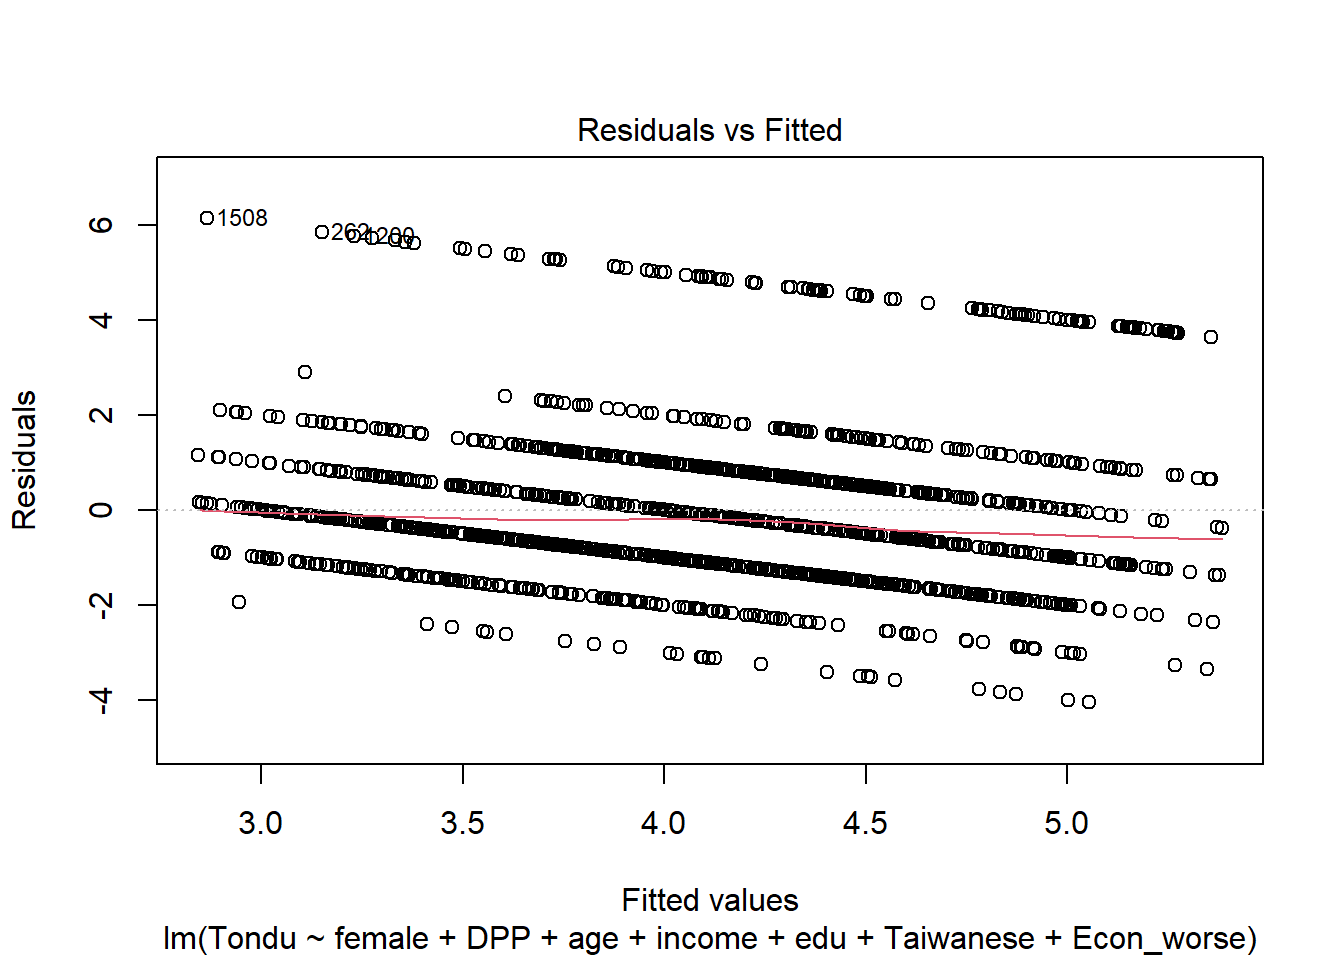 Residuals vs Fitted
Residuals
6
4
2
0
-2
-4
1508
262
1200
3.0 3.5 4.0 4.5 5.0
Fitted values
lm(Tondu ~ female + DPP + age + income + edu + Taiwanese + Econ_worse)